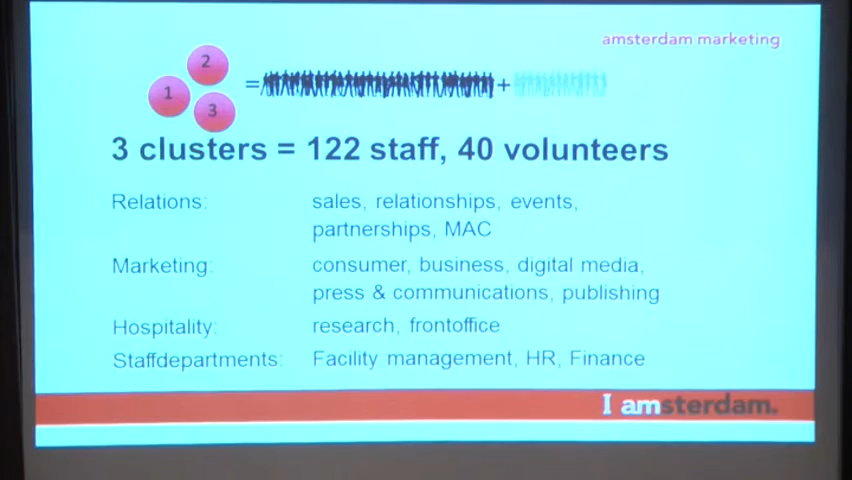 amsterdam marketing
2
1
3
=
+
3 clusters = 122 staff, 40 volunteers
Relations: sales, relationships, events,
partnerships, MAC
Marketing: consumer, business, digital media,
press & communications, publishing
Hospitality: research, frontoffice
Staffdepartments: Facility management, HR, Finance
I amsterdam.